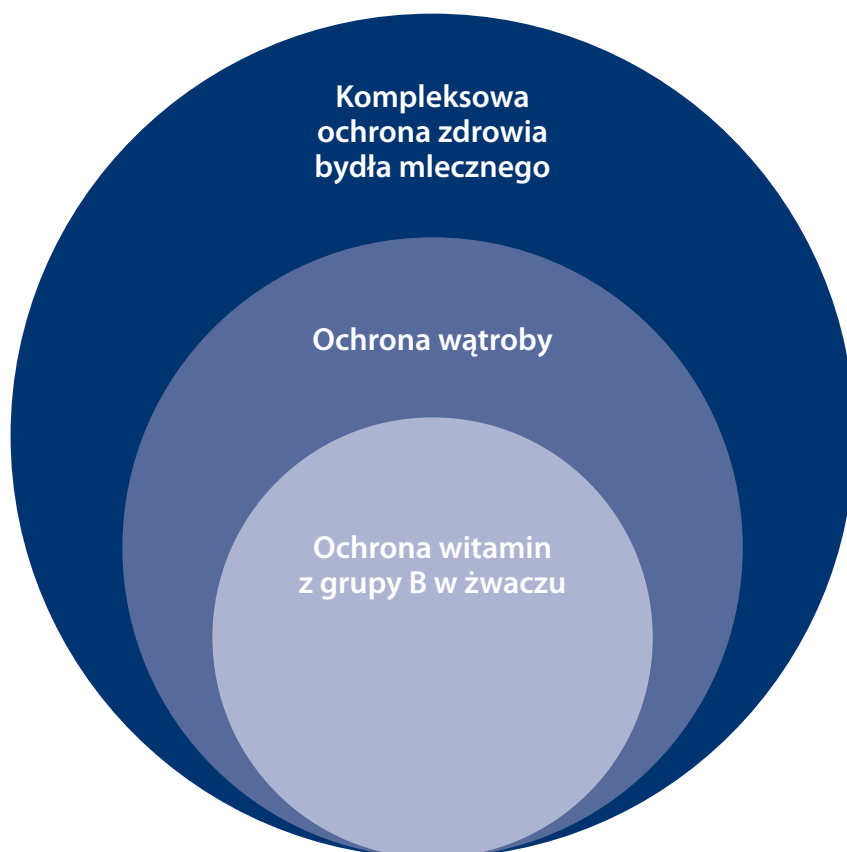 Kompleksowa
ochrona zdrowia
bydła mlecznego
Ochrona wątroby
Ochrona witamin
z grupy B w żwaczu